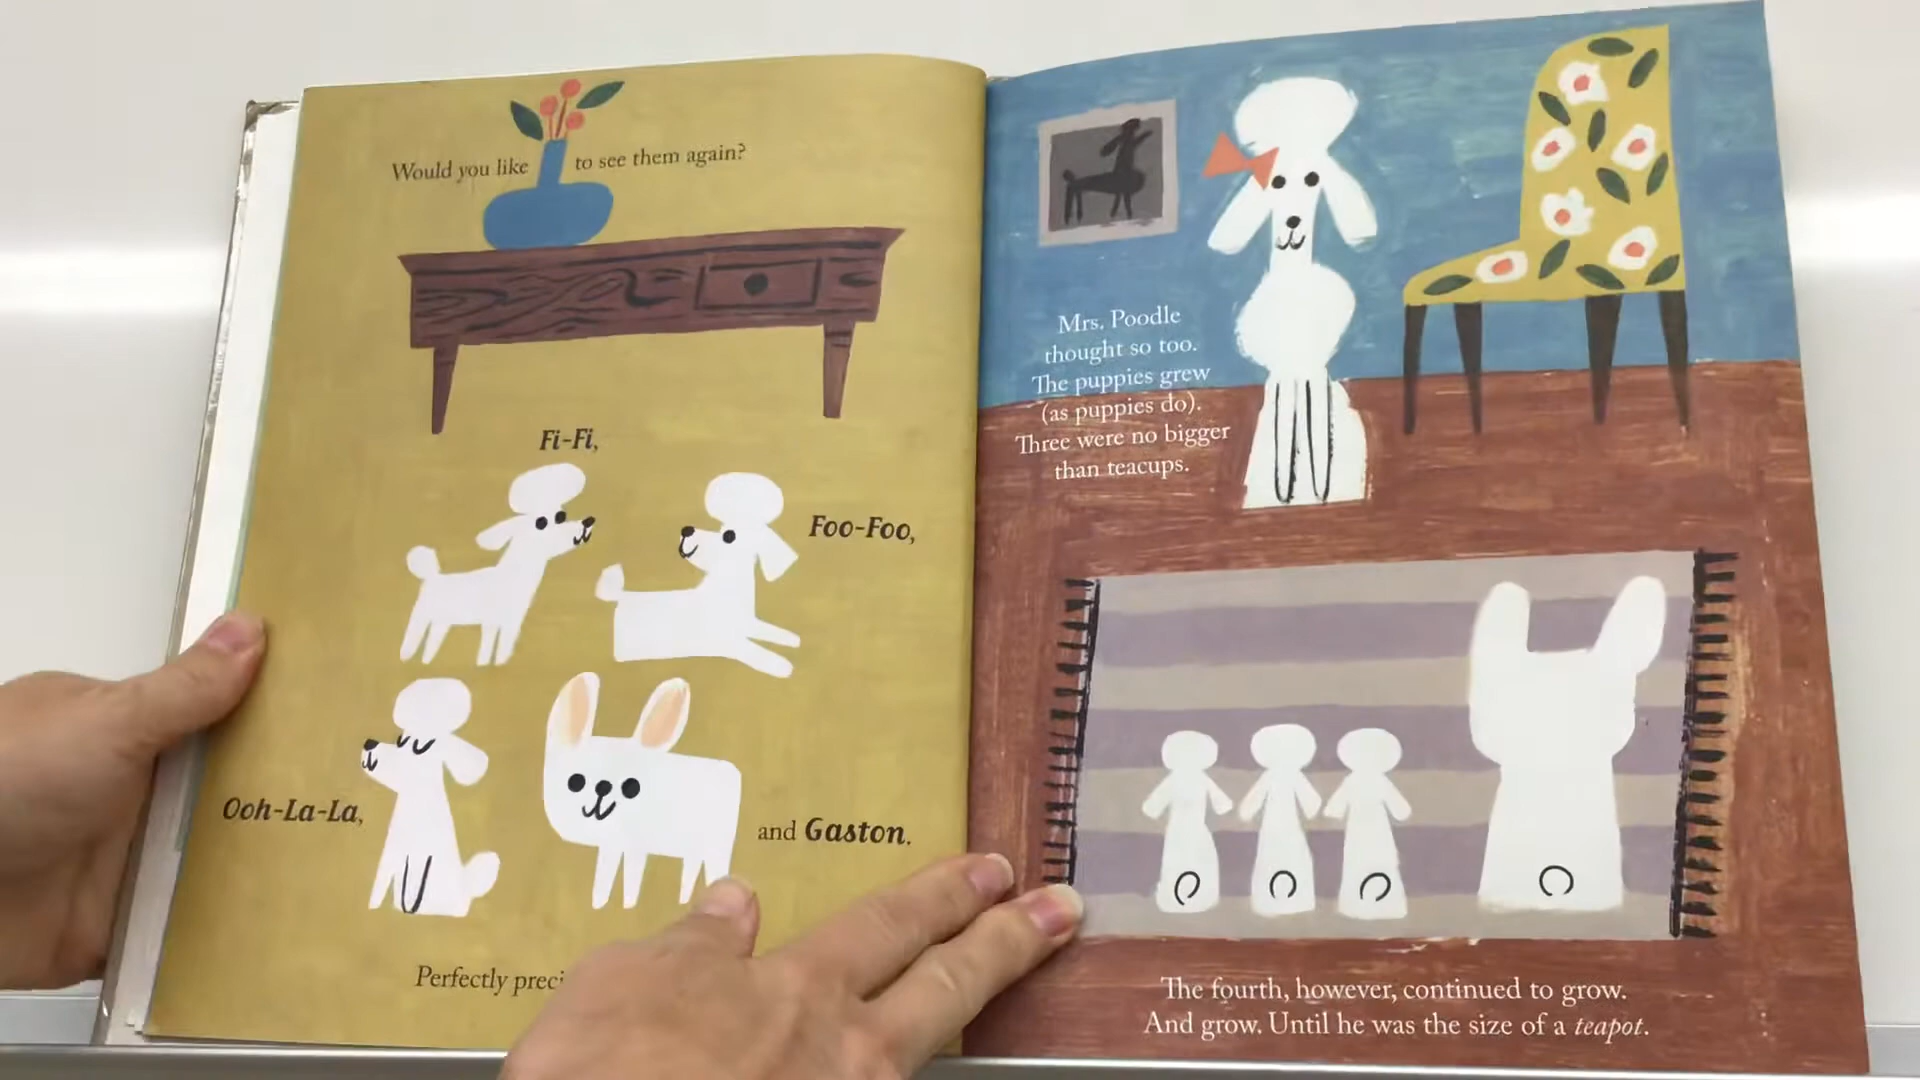 Would you like to see them again?
Fi-Fi,
Foo-Foo,
Ooh-La-La,
and Gaston.
Perfectly
Mrs. Poodle
thought so too.
The puppies grew
(as puppies do).
Three were no bigger
than teacups.
The fourth, however, continued to grow.
And grow. Until he was the size of a teapot.